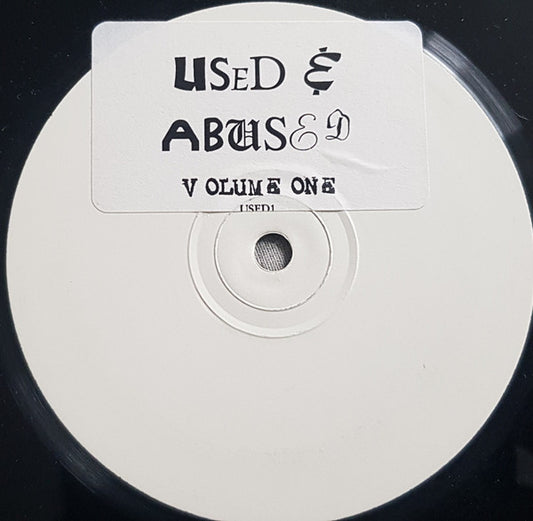 USED &
ABUSED
VOLUME ONE
USED1